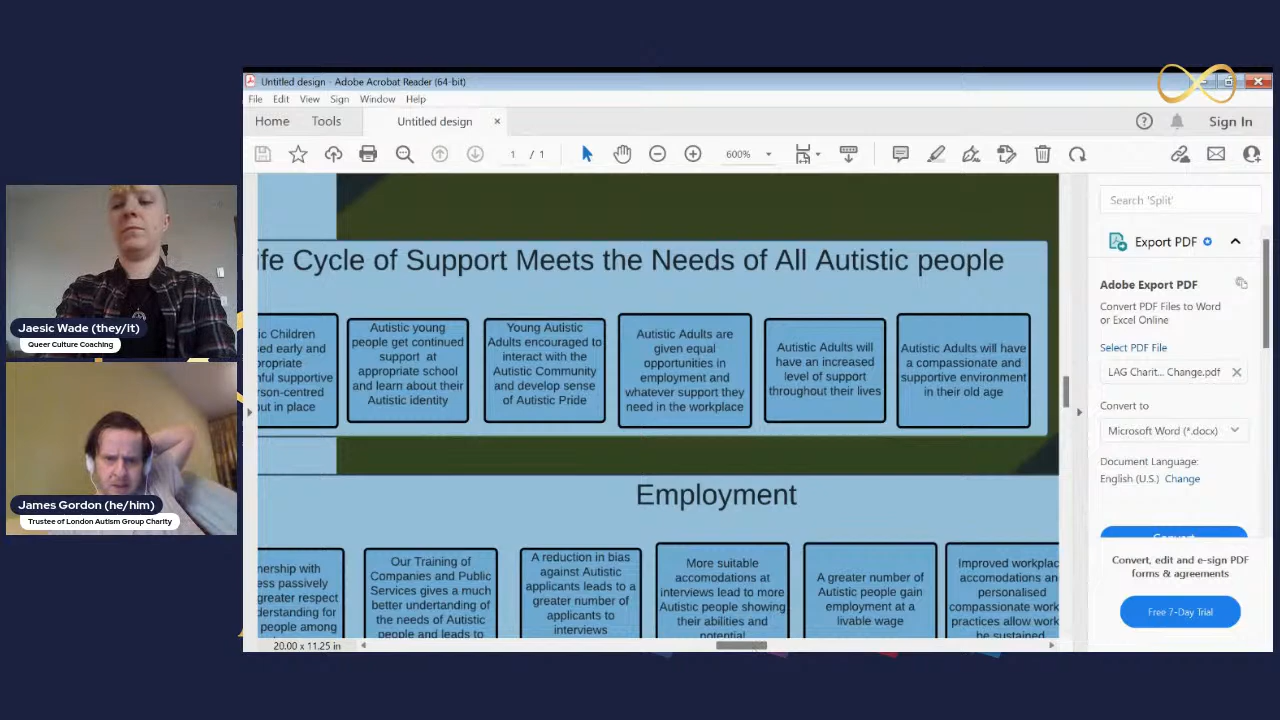 Untitled design - Adobe Acrobat Reader (64-bit)
File Edit View Sign Window Help
Home Tools Untitled design ×
Sign In
1 / 1
600%
Search 'Split'
Export PDF
Adobe Export PDF
Convert PDF Files to Word
or Excel Online
Select PDF File
LAG Charit... Change.pdf
Convert to
Microsoft Word (*.docx)
Document Language:
English (U.S.) Change
Convert
Convert, edit and e-sign PDF
forms & agreements
Free 7-Day Trial
ife Cycle of Support Meets the Needs of All Autistic people
ic Children
ed early and
propriate
nful supportive
rson-centred
out in place
Autistic young
people get continued
support at
appropriate school
and learn about their
Autistic identity
Young Autistic
Adults encouraged to
interact with the
Autistic Community
and develop sense
of Autistic Pride
Autistic Adults are
given equal
opportunities in
employment and
whatever support they
need in the workplace
Autistic Adults will
have an increased
level of support
throughout their lives
Autistic Adults will have
a compassionate and
supportive environment
in their old age
Employment
nership with
ess passively
greater respect
derstanding for
people among
Our Training of
Companies and Public
Services gives a much
better undertanding of
the needs of Autistic
people and leads to
A reduction in bias
against Autistic
applicants leads to a
greater number of
applicants to
interviews
More suitable
accomodations at
interviews lead to more
Autistic people showing
their abilities and
potential
A greater number of
Autistic people gain
employment at a
livable wage
Improved workplac
accomodations an
personalised
compassionate work
practices allow work
be sustained
20.00 x 11.25 in
Jaesic Wade (they/it)
Queer Culture Coaching
James Gordon (he/him)
Trustee of London Autism Group Charity